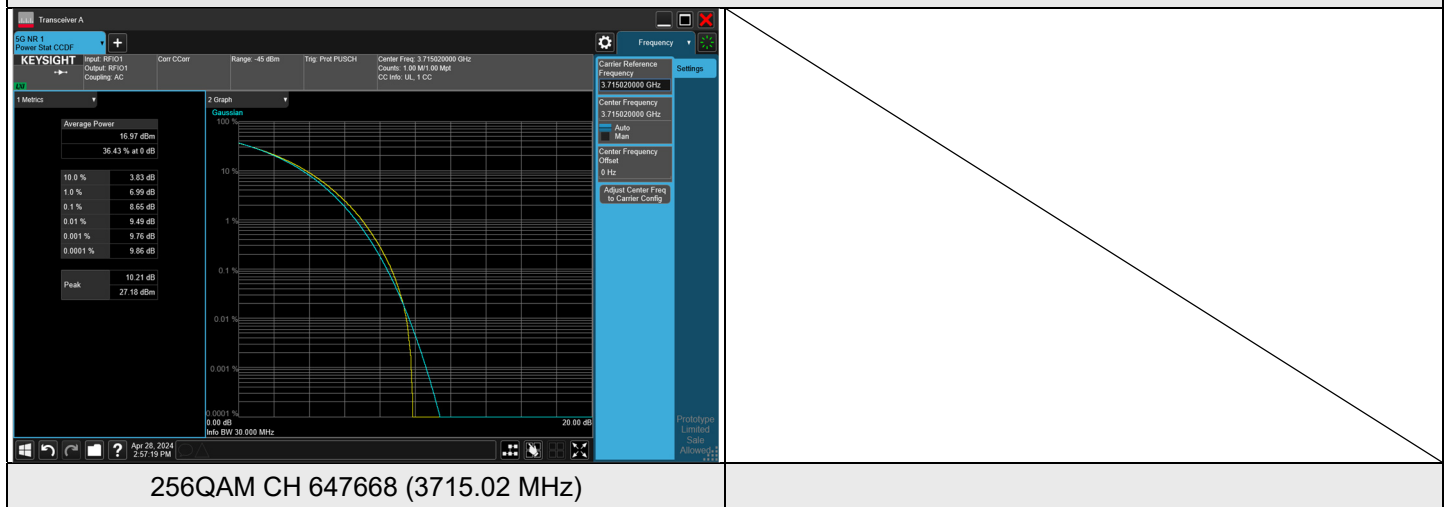 Transceiver A
5G NR 1
Power Stat CCDF
+
Frequency
KEYSIGHT
Input: RFIO1
Output: RFIO1
Coupling: AC
Corr CCorr
Range: -45 dBm
Trig: Prot PUSCH
Center Freq: 3.715020000 GHz
Counts: 1.00 M/1.00 Mpt
CC Info: UL, 1 CC
Carrier Reference
Frequency
3.715020000 GHz
Settings
1 Metrics
2 Graph
Center Frequency
3.715020000 GHz
Auto
Man
Center Frequency
Offset
0 Hz
Adjust Center Freq
to Carrier Config
Average Power
16.97 dBm
36.43 % at 0 dB
10.0 % 3.83 dB
1.0 % 6.99 dB
0.1 % 8.65 dB
0.01 % 9.49 dB
0.001 % 9.76 dB
0.0001 % 9.86 dB
Peak
10.21 dB
27.18 dBm
Gaussian
100 %
10 %
1 %
0.1 %
0.01 %
0.001 %
0.0001 %
0.00 dB
20.00 dB
Info BW 30.000 MHz
Prototype
Limited
Sale
Allowed
?
Apr 28, 2024
2:57:19 PM
256QAM CH 647668 (3715.02 MHz)